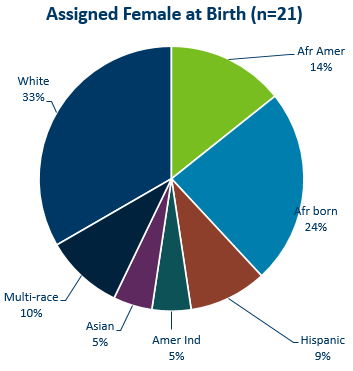 Assigned Female at Birth (n=21)
Afr Amer
14%
Afr born
24%
Hispanic
9%
Amer Ind
5%
Asian
5%
Multi-race
10%
White
33%